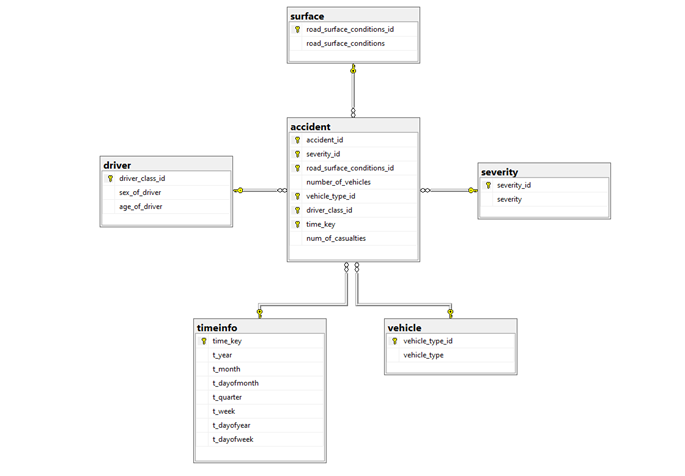 surface
road_surface_conditions_id
road_surface_conditions
accident
accident_id
severity_id
road_surface_conditions_id
number_of_vehicles
vehicle_type_id
driver_class_id
time_key
num_of_casualties
driver
driver_class_id
sex_of_driver
age_of_driver
severity
severity_id
severity
timeinfo
time_key
t_year
t_month
t_dayofmonth
t_quarter
t_week
t_dayofyear
t_dayofweek
vehicle
vehicle_type_id
vehicle_type